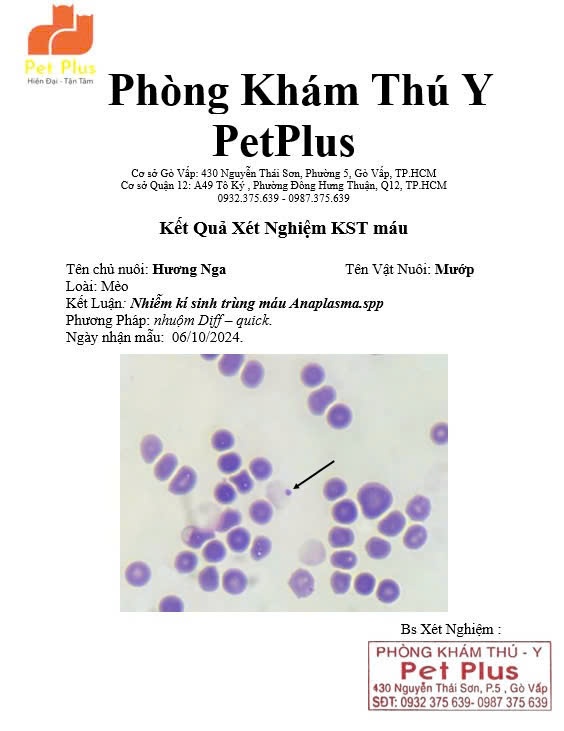 Pet Plus
Hiện Đại - Tận Tâm
Phòng Khám Thú Y
PetPlus
Cơ sở Gò Vấp: 430 Nguyễn Thái Sơn, Phường 5, Gò Vấp, TP.HCM
Cơ sở Quận 12: A49 Tô Ký , Phường Đông Hưng Thuận, Q12, TP.HCM
0932.375.639 - 0987.375.639
Kết Quả Xét Nghiệm KST máu
Tên chủ nuôi: Hương Nga Tên Vật Nuôi: Mướp
Loài: Mèo
Kết Luận: Nhiễm kí sinh trùng máu Anaplasma.spp
Phương Pháp: nhuộm Diff – quick.
Ngày nhận mẫu: 06/10/2024.
Bs Xét Nghiệm :
PHÒNG KHÁM THÚ - Y
Pet Plus
430 Nguyễn Thái Sơn, P.5 , Gò Vấp
SĐT: 0932 375 639- 0987 375 639